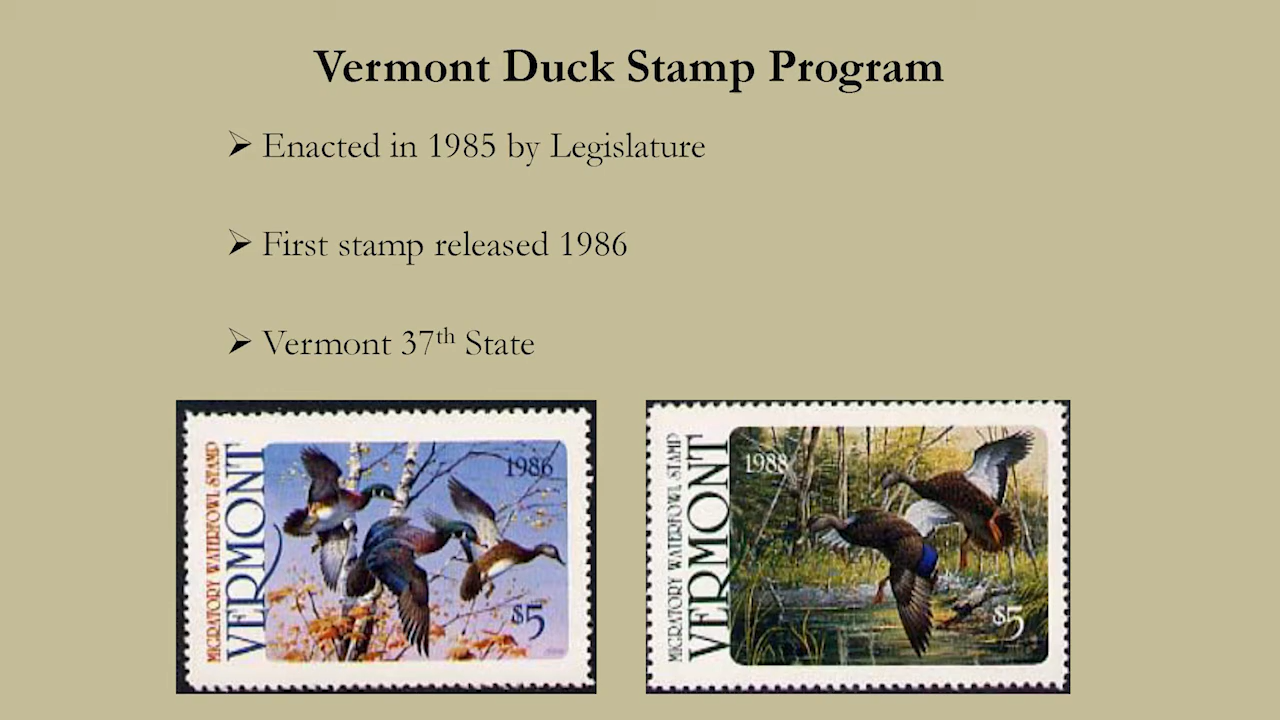 Vermont Duck Stamp Program
➢ Enacted in 1985 by Legislature
➢ First stamp released 1986
➢ Vermont 37th State
MIGRATORY WATERFOWL STAMP
VERMONT
1986
$5
MIGRATORY WATERFOWL STAMP
VERMONT
1988
$5